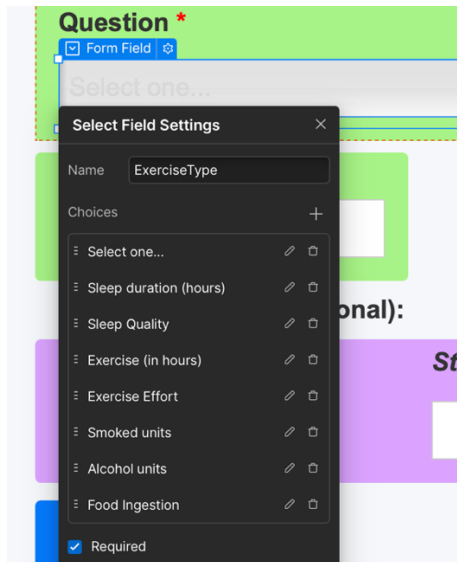 Question *
Form Field
Select one...
Select Field Settings
Name
ExerciseType
Choices
Select one...
Sleep duration (hours)
onal):
Sleep Quality
Exercise (in hours)
St
Exercise Effort
Smoked units
Alcohol units
Food Ingestion
Required